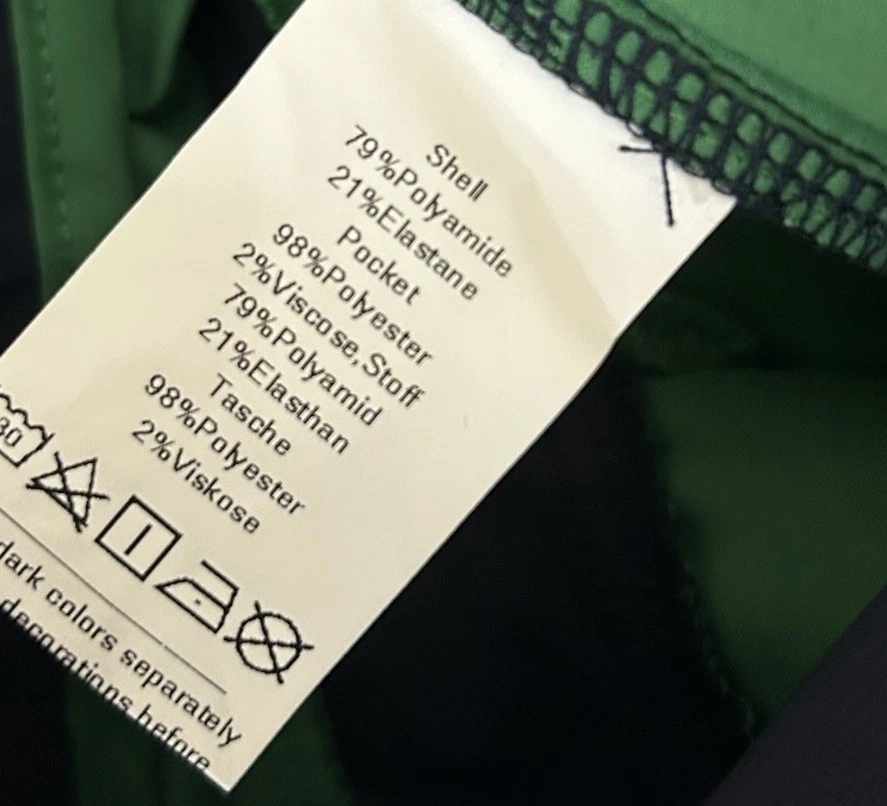 Shell
79%Polyamide
21%Elastane
Pocket
98%Polyester
2%Viscose,Stoff
79%Polyamid
21%Elasthan
Tasche
98%Polyester
2%Viskose
30
dark colors separately
decorations before